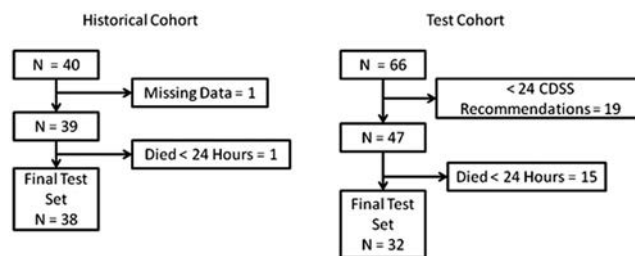 Historical Cohort
N = 40
Missing Data = 1
N = 39
Died < 24 Hours = 1
Final Test
Set
N = 38
Test Cohort
N = 66
< 24 CDSS
Recommendations = 19
N = 47
Died < 24 Hours = 15
Final Test
Set
N = 32